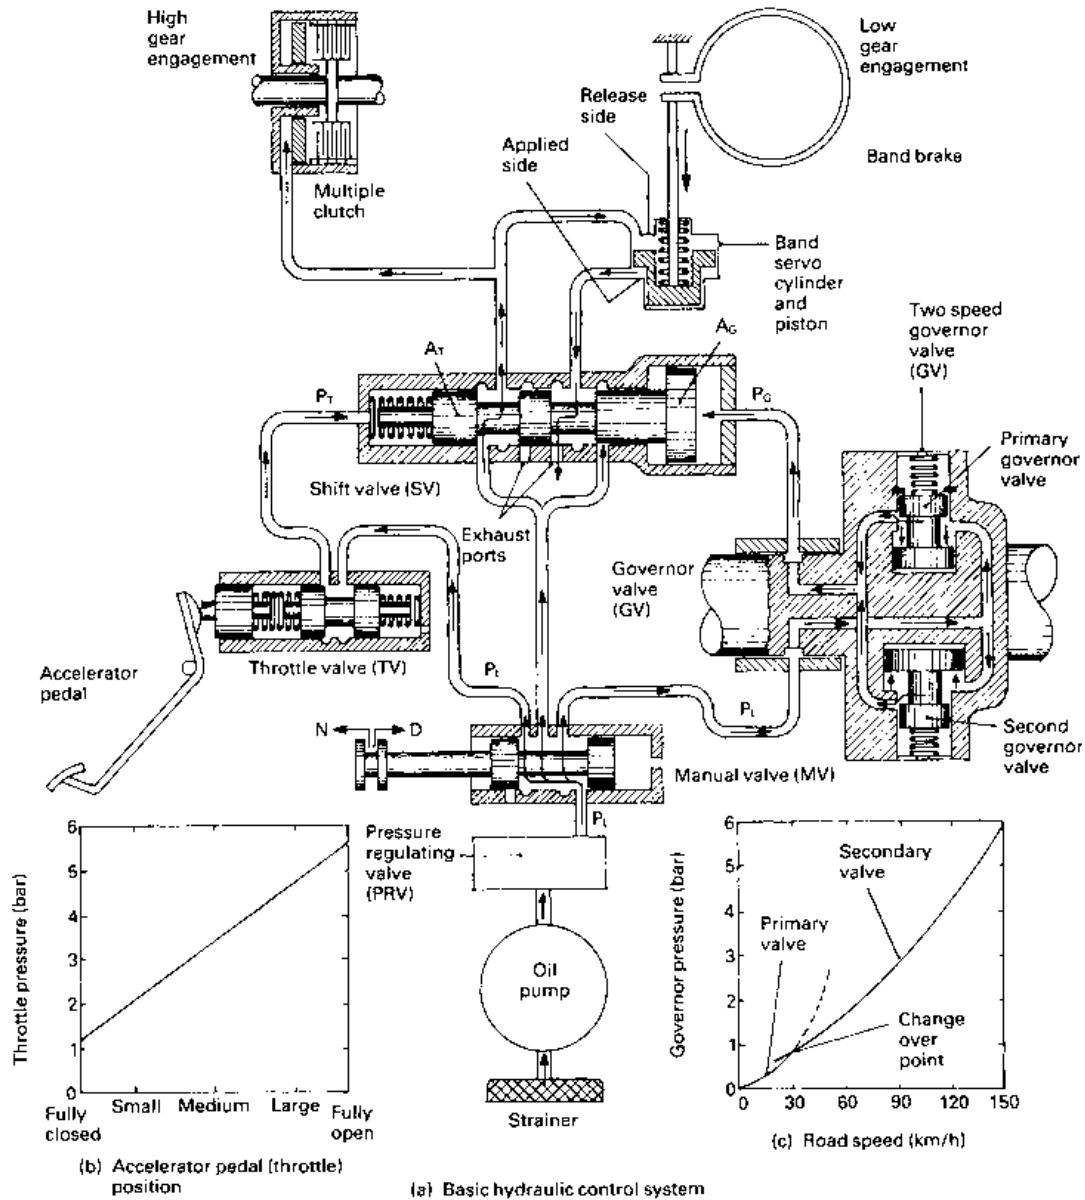 High
gear
engagement
Low
gear
engagement
Release
side
Applied
side
Band brake
Multiple
clutch
Band
servo
cylinder
and
piston
Two speed
governor
valve
(GV)
AT
AG
PT
PG
Primary
governor
valve
Shift valve (SV)
Exhaust
ports
Governor
valve
(GV)
Throttle valve (TV)
Accelerator
pedal
PL
PL
N
D
Second
governor
valve
Manual valve (MV)
PL
Pressure
regulating
valve
(PRV)
Oil
pump
Strainer
Throttle pressure (bar)
6
5
4
3
2
1
0
Fully
closed
Small
Medium
Large
Fully
open
(b) Accelerator pedal (throttle)
position
Governor pressure (bar)
6
5
4
3
2
1
0
Secondary
valve
Primary
valve
Change
over
point
0
30
60
90
120
150
(c) Road speed (km/h)
(a) Basic hydraulic control system